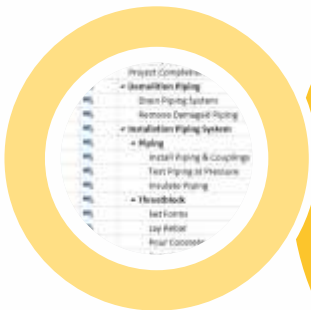 Project Complete
Demolition Piping
Drain Piping System
Remove Damaged Piping
Installation Piping System
Piping
Install Piping & Couplings
Test Piping at Pressure
Insulate Piping
Thrustblock
Set Forms
Lay Rebar
Pour Concrete